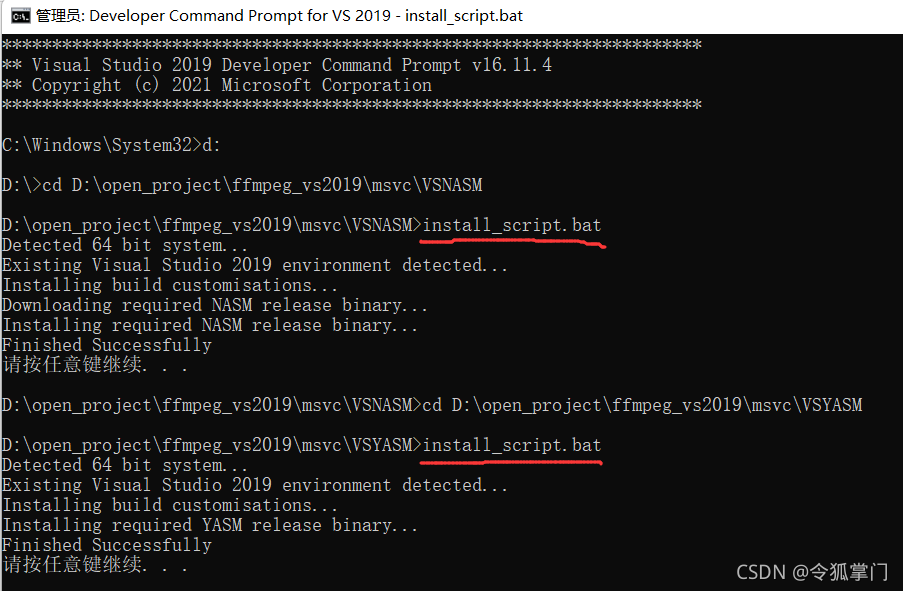 管理员: Developer Command Prompt for VS 2019 - install_script.bat
**********************************************************************
** Visual Studio 2019 Developer Command Prompt v16.11.4
** Copyright (c) 2021 Microsoft Corporation
**********************************************************************
C:\Windows\System32>d:
D:\>cd D:\open_project\ffmpeg_vs2019\msvc\VSNASM
D:\open_project\ffmpeg_vs2019\msvc\VSNASM>install_script.bat
Detected 64 bit system...
Existing Visual Studio 2019 environment detected...
Installing build customisations...
Downloading required NASM release binary...
Installing required NASM release binary...
Finished Successfully
请按任意键继续. . .
D:\open_project\ffmpeg_vs2019\msvc\VSNASM>cd D:\open_project\ffmpeg_vs2019\msvc\VSYASM
D:\open_project\ffmpeg_vs2019\msvc\VSYASM>install_script.bat
Detected 64 bit system...
Existing Visual Studio 2019 environment detected...
Installing build customisations...
Installing required YASM release binary...
Finished Successfully
请按任意键继续. . .
CSDN @令狐掌门